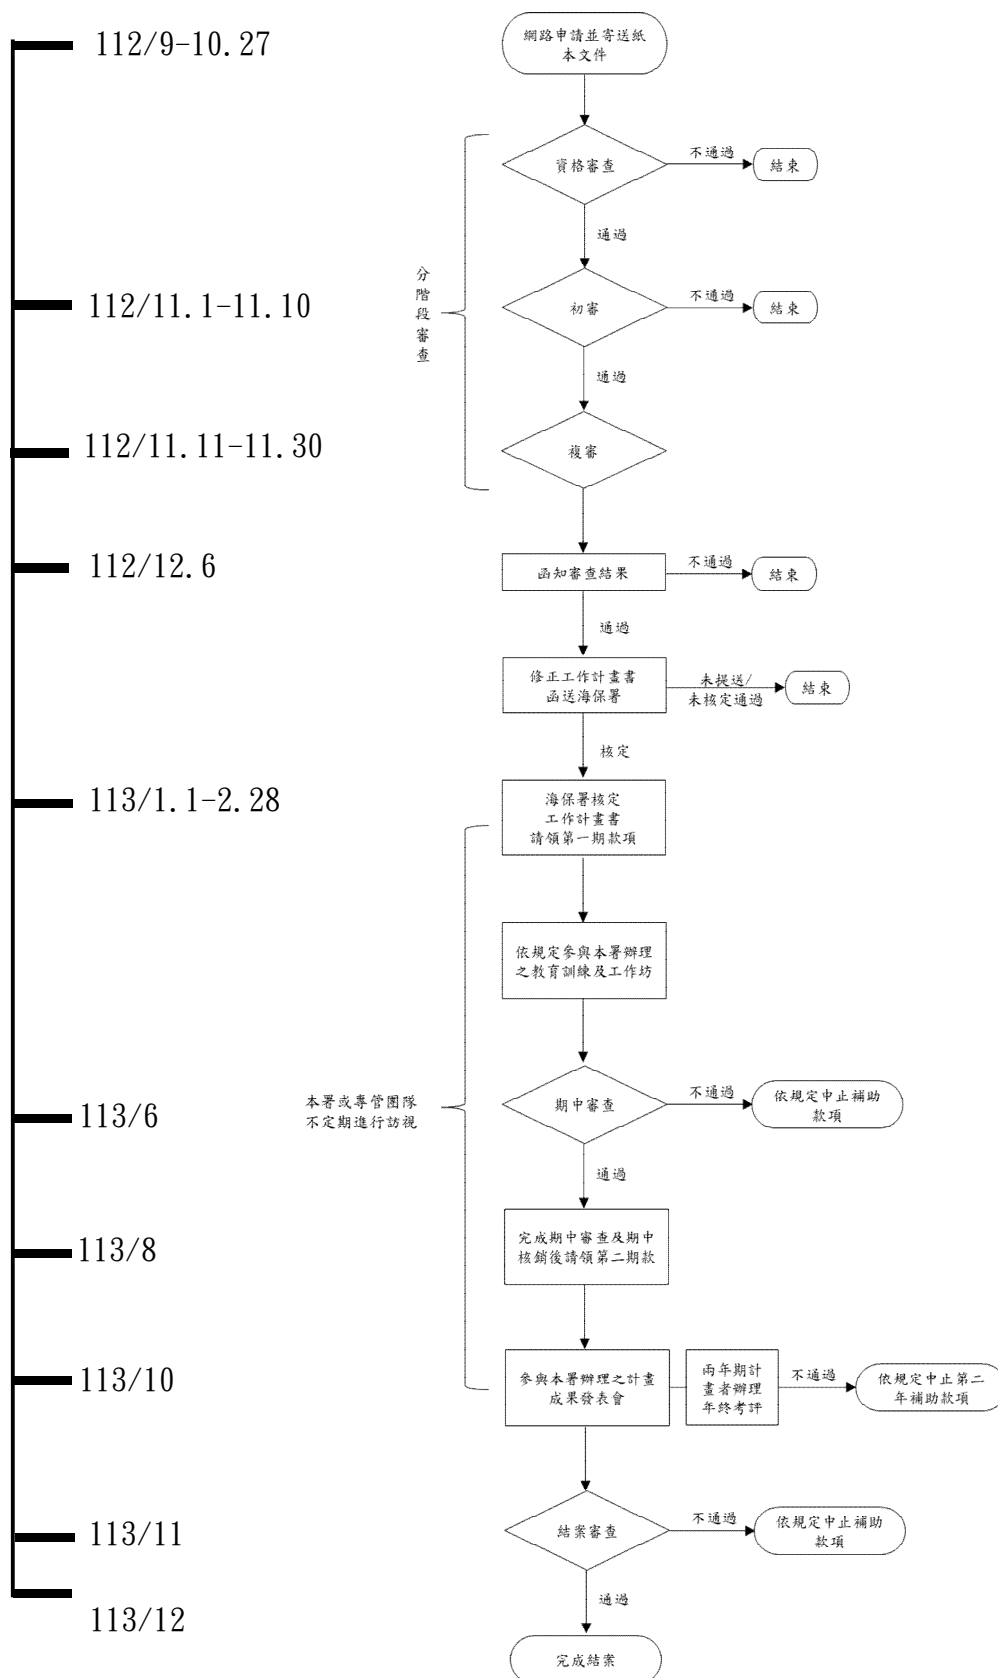 112/9-10.27
網路申請並寄送紙
本文件
資格審查
不通過
結束
通過
分階段審查
112/11.1-11.10
初審
不通過
結束
通過
112/11.11-11.30
複審
112/12.6
函知審查結果
不通過
結束
通過
修正工作計畫書
函送海保署
未提送/
未核定通過
結束
核定
113/1.1-2.28
海保署核定
工作計畫書
請領第一期款項
依規定參與本署辦理
之教育訓練及工作坊
本署或專管團隊
不定期進行訪視
113/6
期中審查
不通過
依規定中止補助
款項
通過
113/8
完成期中審查及期中
核銷後請領第二期款
113/10
參與本署辦理之計畫
成果發表會
兩年期計
畫者辦理
年終考評
不通過
依規定中止第二
年補助款項
113/11
結案審查
不通過
依規定中止補助
款項
通過
113/12
完成結案